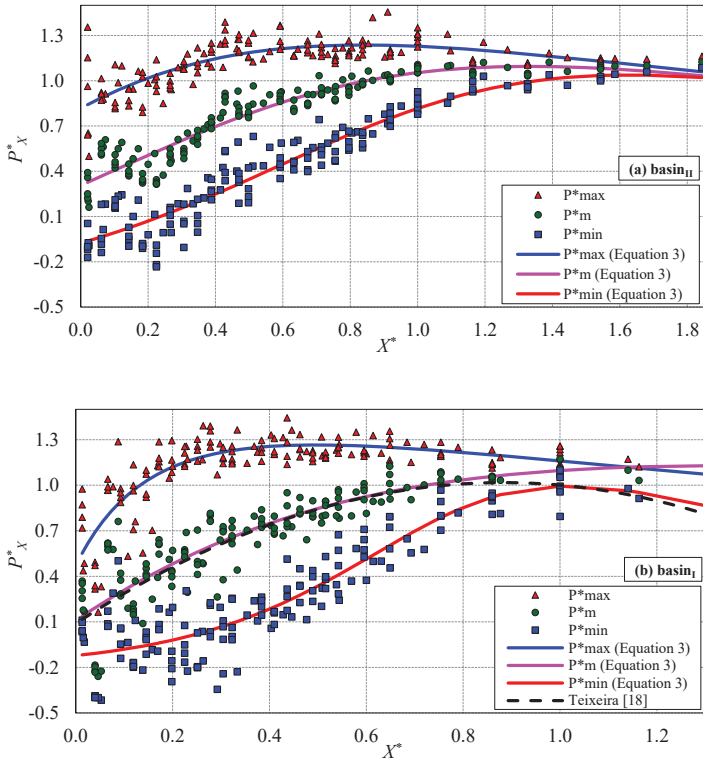 1.6
1.3
1.0
0.7
0.4
0.1
-0.2
-0.5
P*X
(a) basinII
P*max
P*m
P*min
P*max (Equation 3)
P*m (Equation 3)
P*min (Equation 3)
0.0 0.2 0.4 0.6 0.8 1.0 1.2 1.4 1.6 1.8
X*
1.3
1.0
0.7
0.4
0.1
-0.2
-0.5
P*X
(b) basinI
P*max
P*m
P*min
P*max (Equation 3)
P*m (Equation 3)
P*min (Equation 3)
Teixeira [18]
0.0 0.2 0.4 0.6 0.8 1.0 1.2
X*